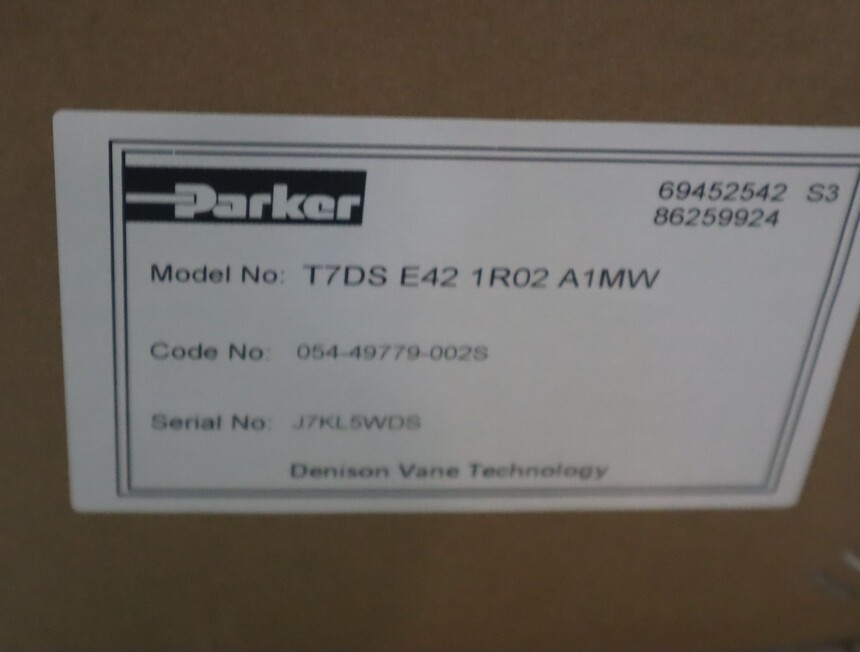 Parker
69452542 S3
86259924
Model No: T7DS E42 1R02 A1MW
Code No: 054-49779-002S
Serial No: J7KL5WDS
Denison Vane Technology